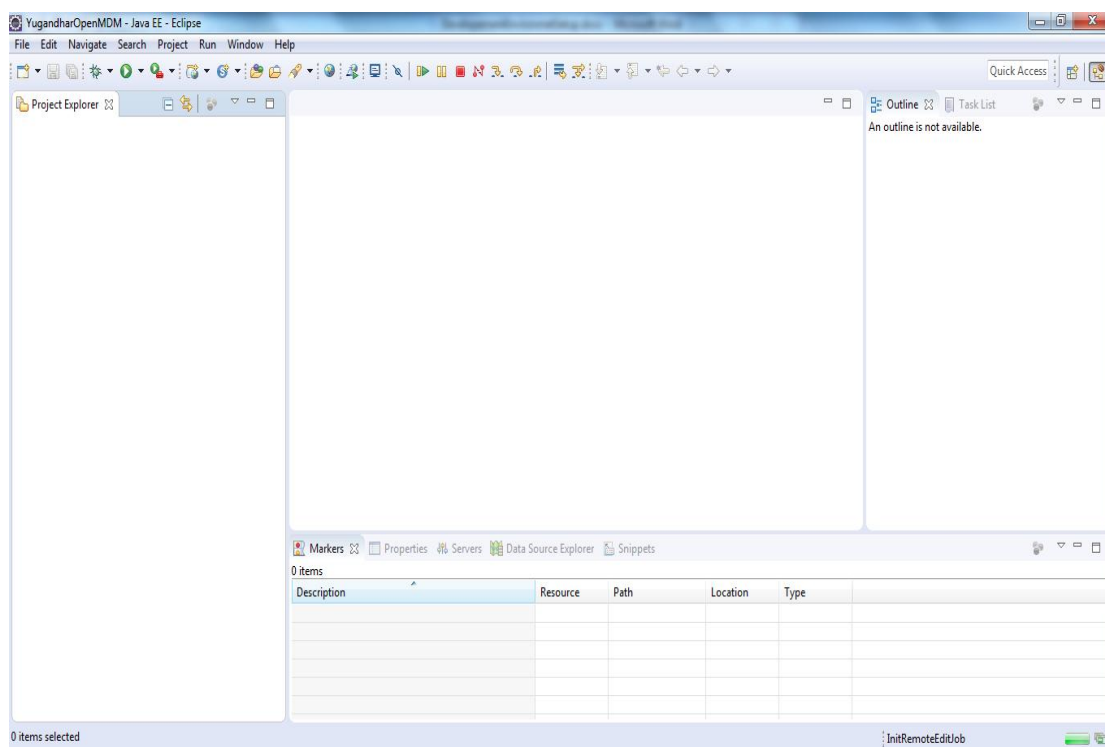 YugandharOpenMDM - Java EE - Eclipse
File Edit Navigate Search Project Run Window Help
Quick Access
Project Explorer
Outline Task List
An outline is not available.
Markers Properties Servers Data Source Explorer Snippets
0 items
Description Resource Path Location Type
0 items selected InitRemoteEditJob